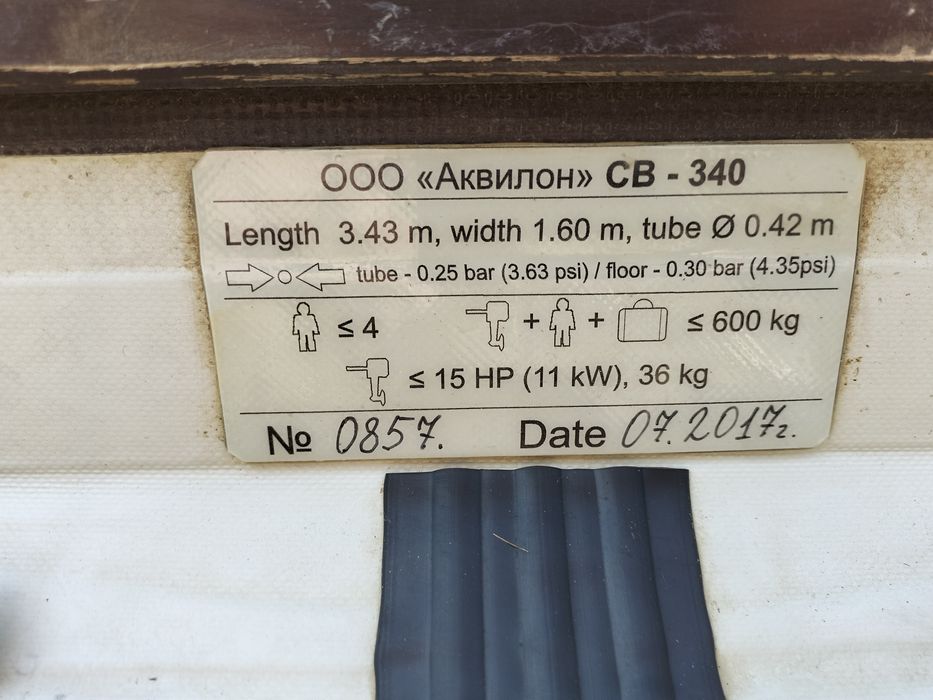 ООО «Аквилон» СВ - 340
Length 3.43 m, width 1.60 m, tube Ø 0.42 m
tube - 0.25 bar (3.63 psi) / floor - 0.30 bar (4.35psi)
≤ 4 + + ≤ 600 kg
≤ 15 HP (11 kW), 36 kg
№ 0857. Date 07.2017г.